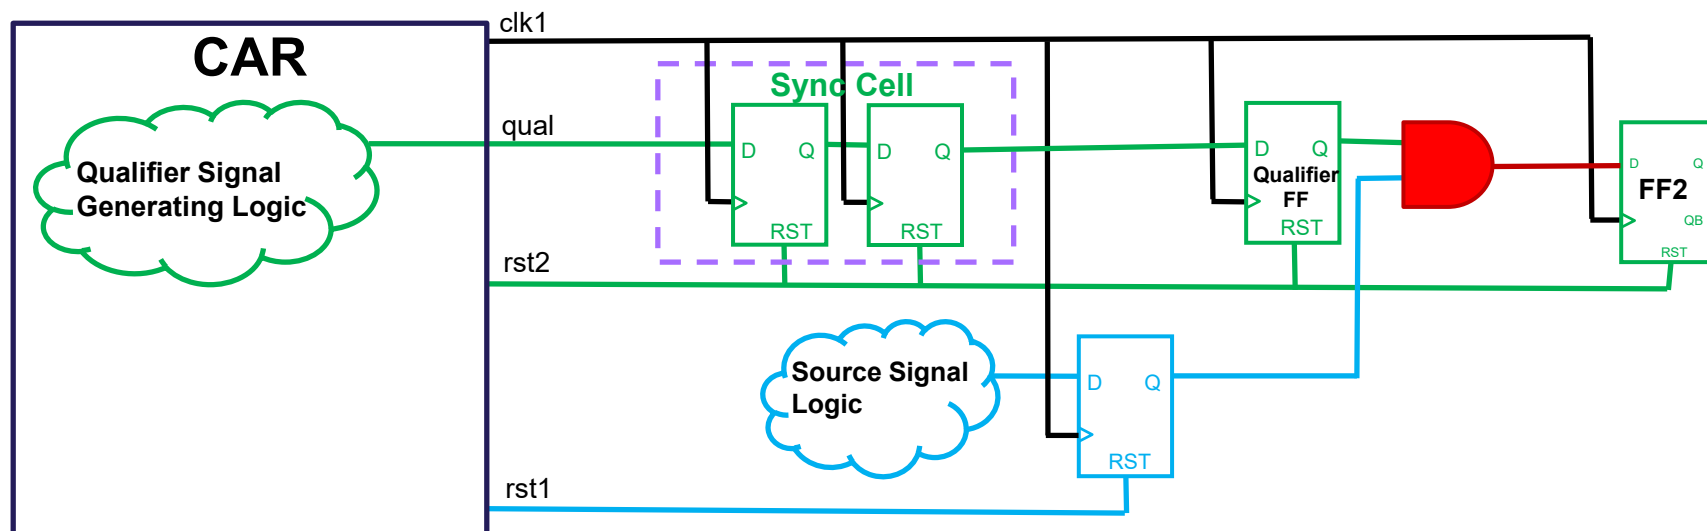 clk1
CAR
Sync Cell
qual
Qualifier Signal
Generating Logic
D Q
RST
D Q
RST
D Q
Qualifier
FF
RST
D Q
FF2
QB
RST
rst2
Source Signal
Logic
D Q
RST
rst1